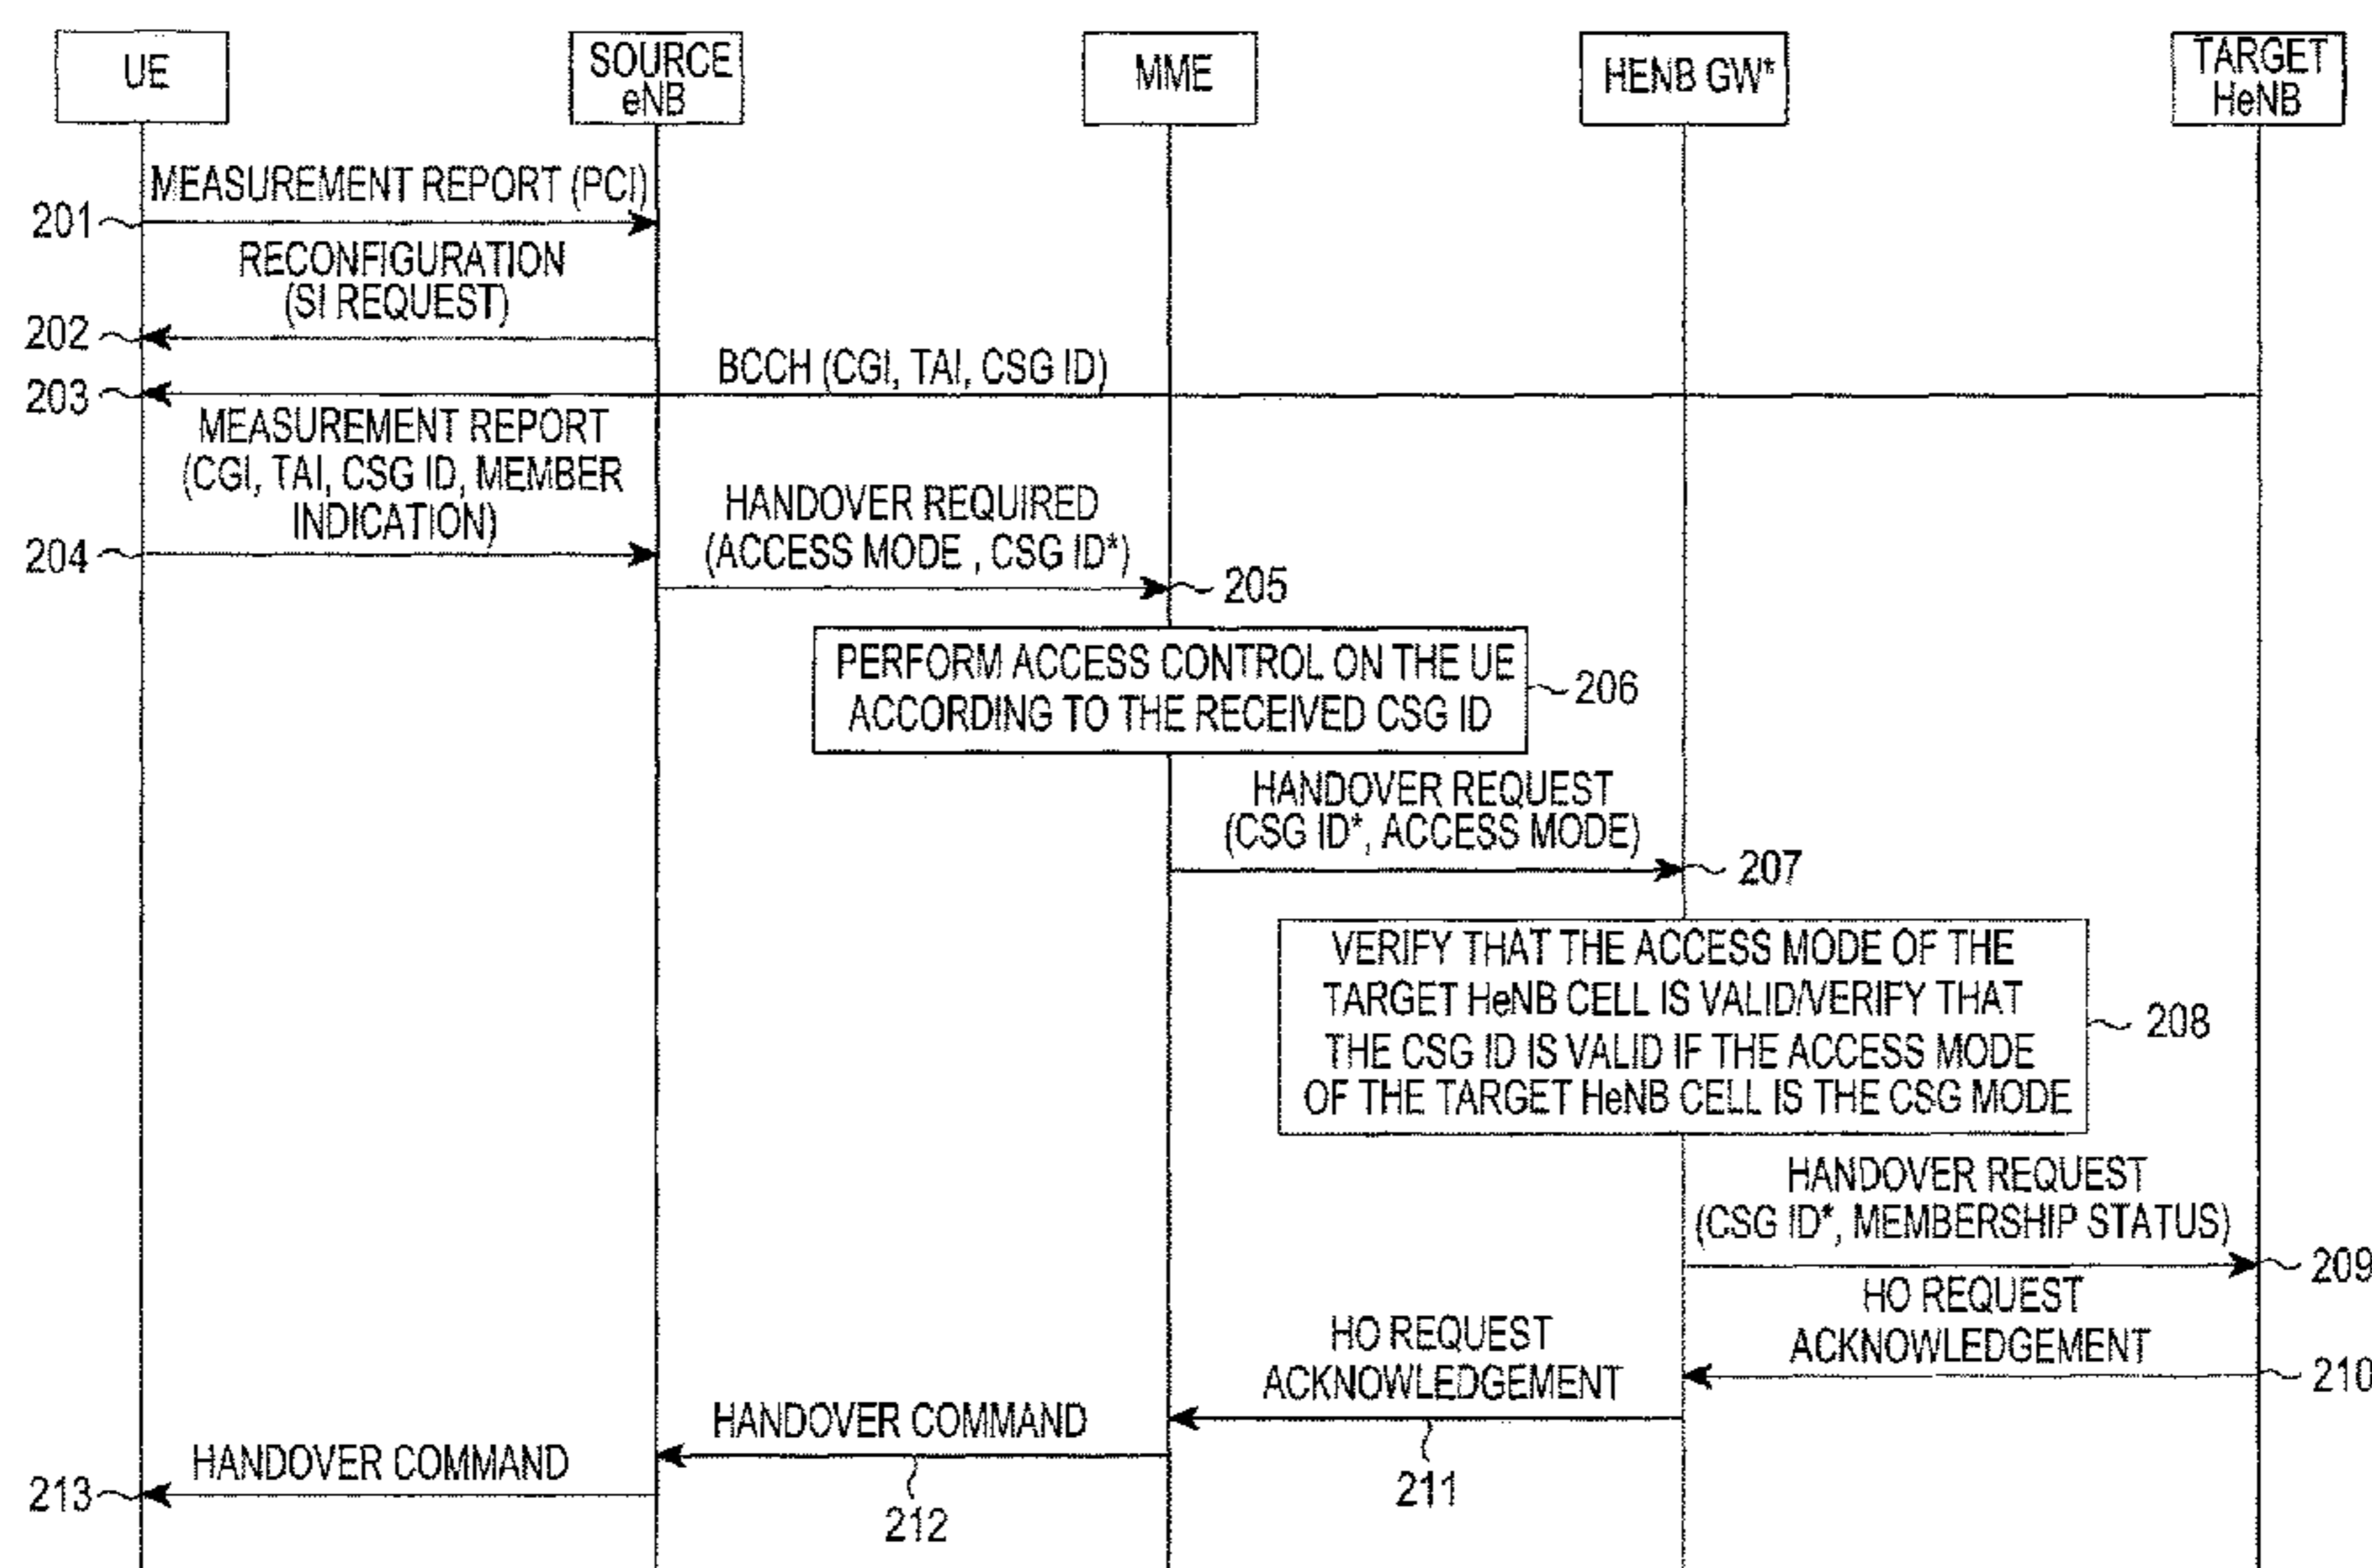 UE
SOURCE
eNB
MME
HENB GW*
TARGET
HeNB
MEASUREMENT REPORT (PCI)
201
RECONFIGURATION
(SI REQUEST)
202
BCCH (CGI, TAI, CSG ID)
203
MEASUREMENT REPORT
(CGI, TAI, CSG ID, MEMBER
INDICATION)
204
HANDOVER REQUIRED
(ACCESS MODE , CSG ID*)
205
PERFORM ACCESS CONTROL ON THE UE
ACCORDING TO THE RECEIVED CSG ID
206
HANDOVER REQUEST
(CSG ID*, ACCESS MODE)
207
VERIFY THAT THE ACCESS MODE OF THE
TARGET HeNB CELL IS VALID/VERIFY THAT
THE CSG ID IS VALID IF THE ACCESS MODE
OF THE TARGET HeNB CELL IS THE CSG MODE
208
HANDOVER REQUEST
(CSG ID*, MEMBERSHIP STATUS)
209
HO REQUEST
ACKNOWLEDGEMENT
210
HO REQUEST
ACKNOWLEDGEMENT
211
HANDOVER COMMAND
212
HANDOVER COMMAND
213